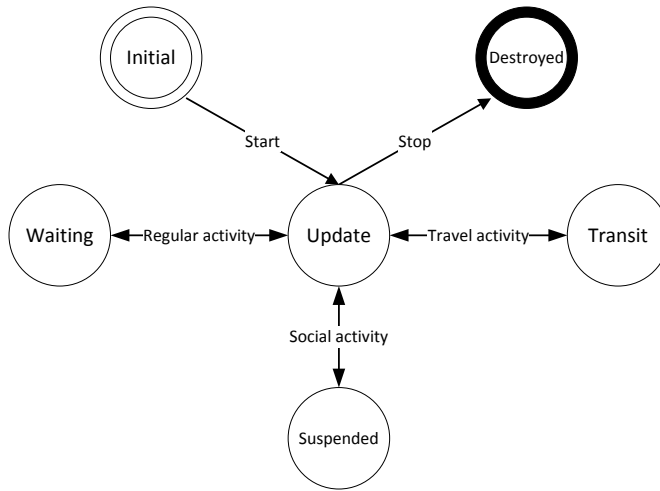 Initial
Destroyed
Start
Stop
Waiting
Regular activity
Update
Travel activity
Transit
Social activity
Suspended